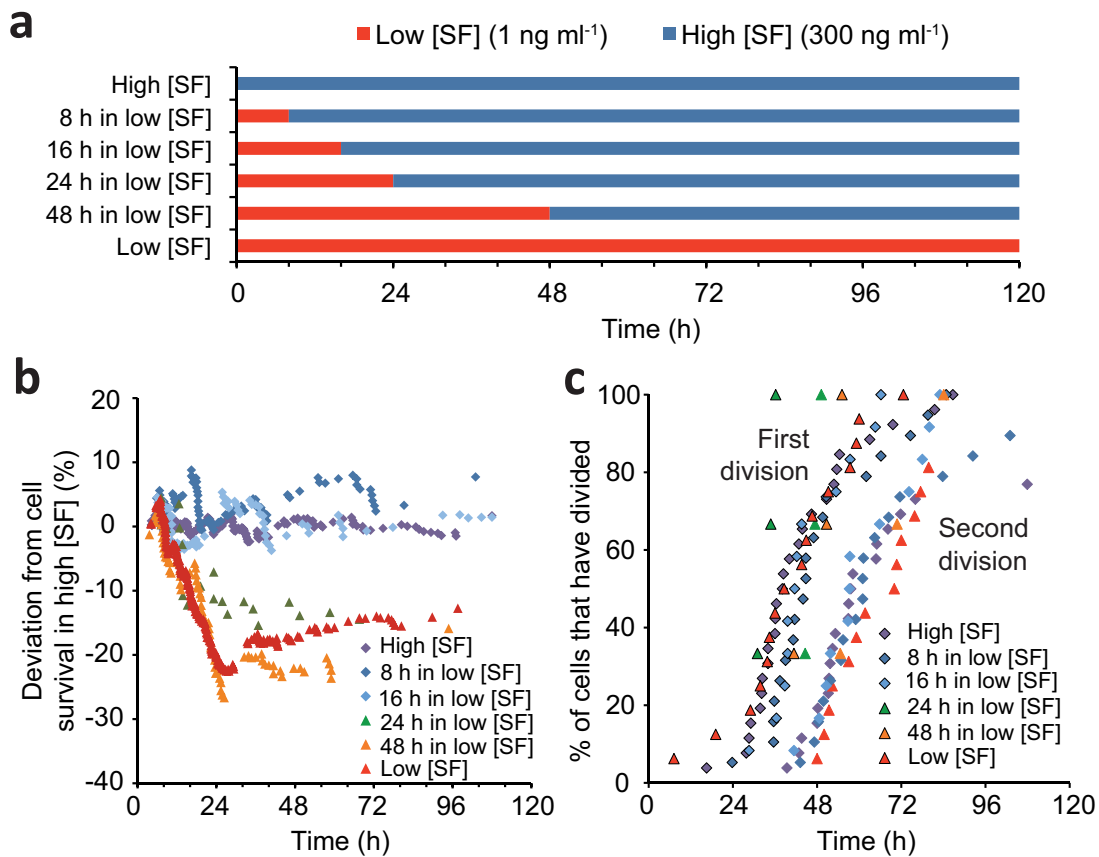 a
Low [SF] (1 ng ml⁻¹) High [SF] (300 ng ml⁻¹)
High [SF]
8 h in low [SF]
16 h in low [SF]
24 h in low [SF]
48 h in low [SF]
Low [SF]
0 24 48 72 96 120
Time (h)
b
Deviation from cell
survival in high [SF] (%)
20
10
0
-10
-20
-30
-40
High [SF]
8 h in low [SF]
16 h in low [SF]
24 h in low [SF]
48 h in low [SF]
Low [SF]
0 24 48 72 96 120
Time (h)
c
% of cells that have divided
100
80
60
40
20
0
First
division
Second
division
High [SF]
8 h in low [SF]
16 h in low [SF]
24 h in low [SF]
48 h in low [SF]
Low [SF]
0 24 48 72 96 120
Time (h)